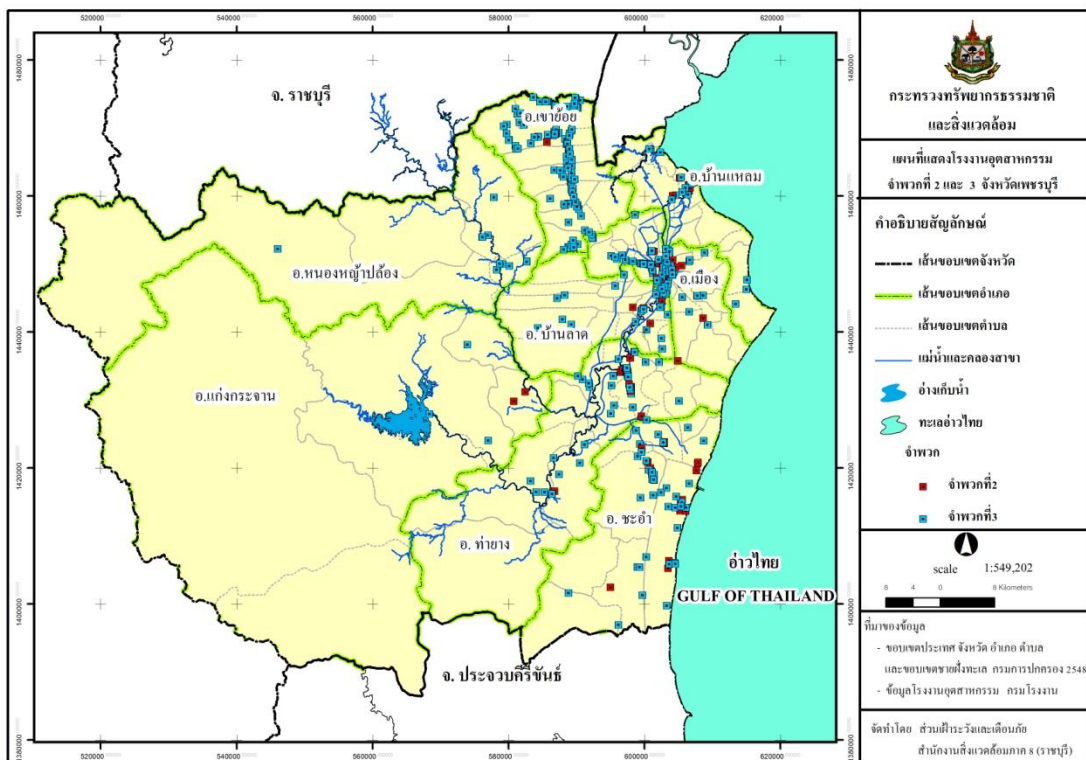 520000
540000
560000
580000
600000
620000
1480000
1460000
1440000
1420000
1400000
1380000
จ. ราชบุรี
อ.เขาย้อย
อ.บ้านแหลม
อ.หนองหญ้าปล้อง
อ.เมือง
อ. บ้านลาด
อ.แก่งกระจาน
อ. ชะอำ
อ. ท่ายาง
อ่าวไทย
GULF OF THAILAND
จ. ประจวบคีรีขันธ์
1480000
1460000
1440000
1420000
1400000
1380000
520000
540000
560000
580000
600000
620000
กระทรวงทรัพยากรธรรมชาติ
และสิ่งแวดล้อม
แผนที่แสดงโรงงานอุตสาหกรรม
จำพวกที่ 2 และ 3 จังหวัดเพชรบุรี
คำอธิบายสัญลักษณ์
เส้นขอบเขตจังหวัด
เส้นขอบเขตอำเภอ
เส้นขอบเขตตำบล
แม่น้ำและคลองสาขา
อ่างเก็บน้ำ
ทะเลอ่าวไทย
จำพวก
จำพวกที่2
จำพวกที่3
scale 1:549,202
8 4 0 8 Kilometers
ที่มาของข้อมูล
- ขอบเขตประเทศ จังหวัด อำเภอ ตำบล
และขอบเขตชายฝั่งทะเล กรมการปกครอง 2548
- ข้อมูลโรงงานอุตสาหกรรม กรมโรงงาน
จัดทำโดย ส่วนเฝ้าระวังและเตือนภัย
สำนักงานสิ่งแวดล้อมภาค 8 (ราชบุรี)